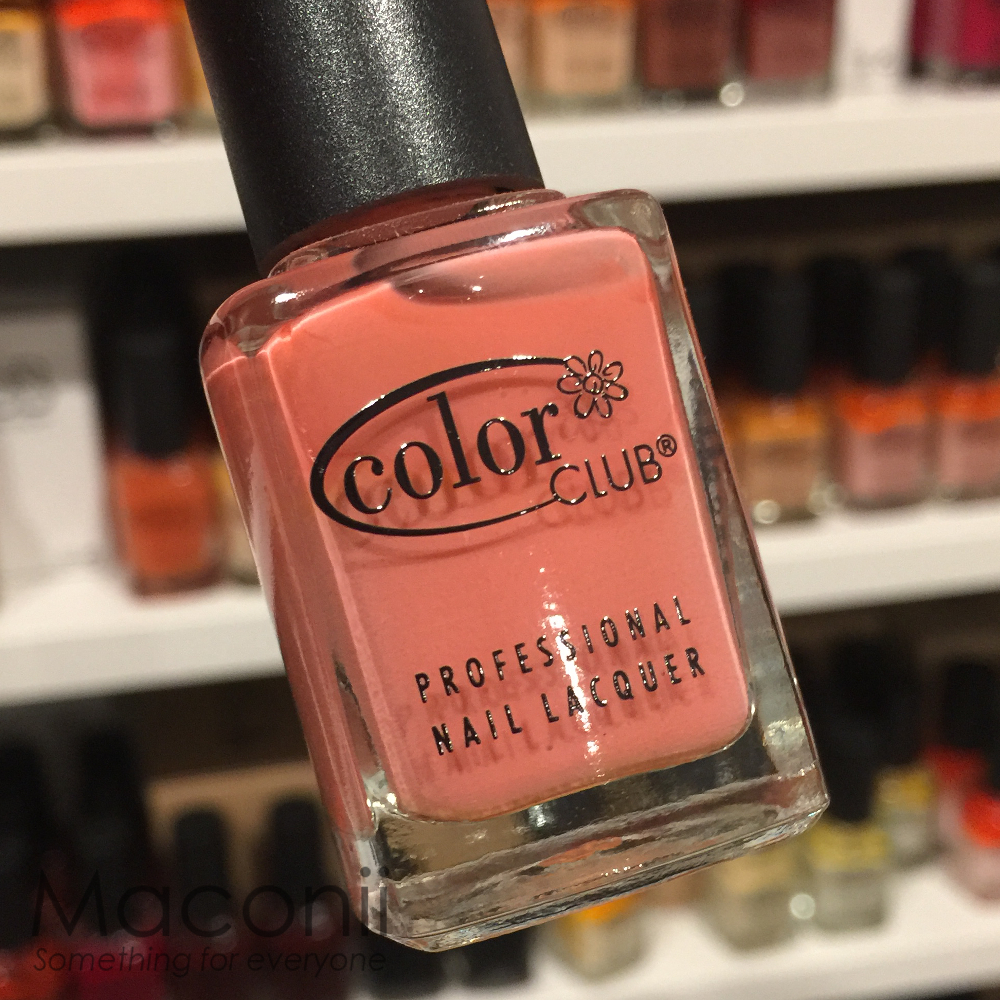 color
CLUB®
PROFESSIONAL
NAIL LACQUER
Maconii
Something for everyone